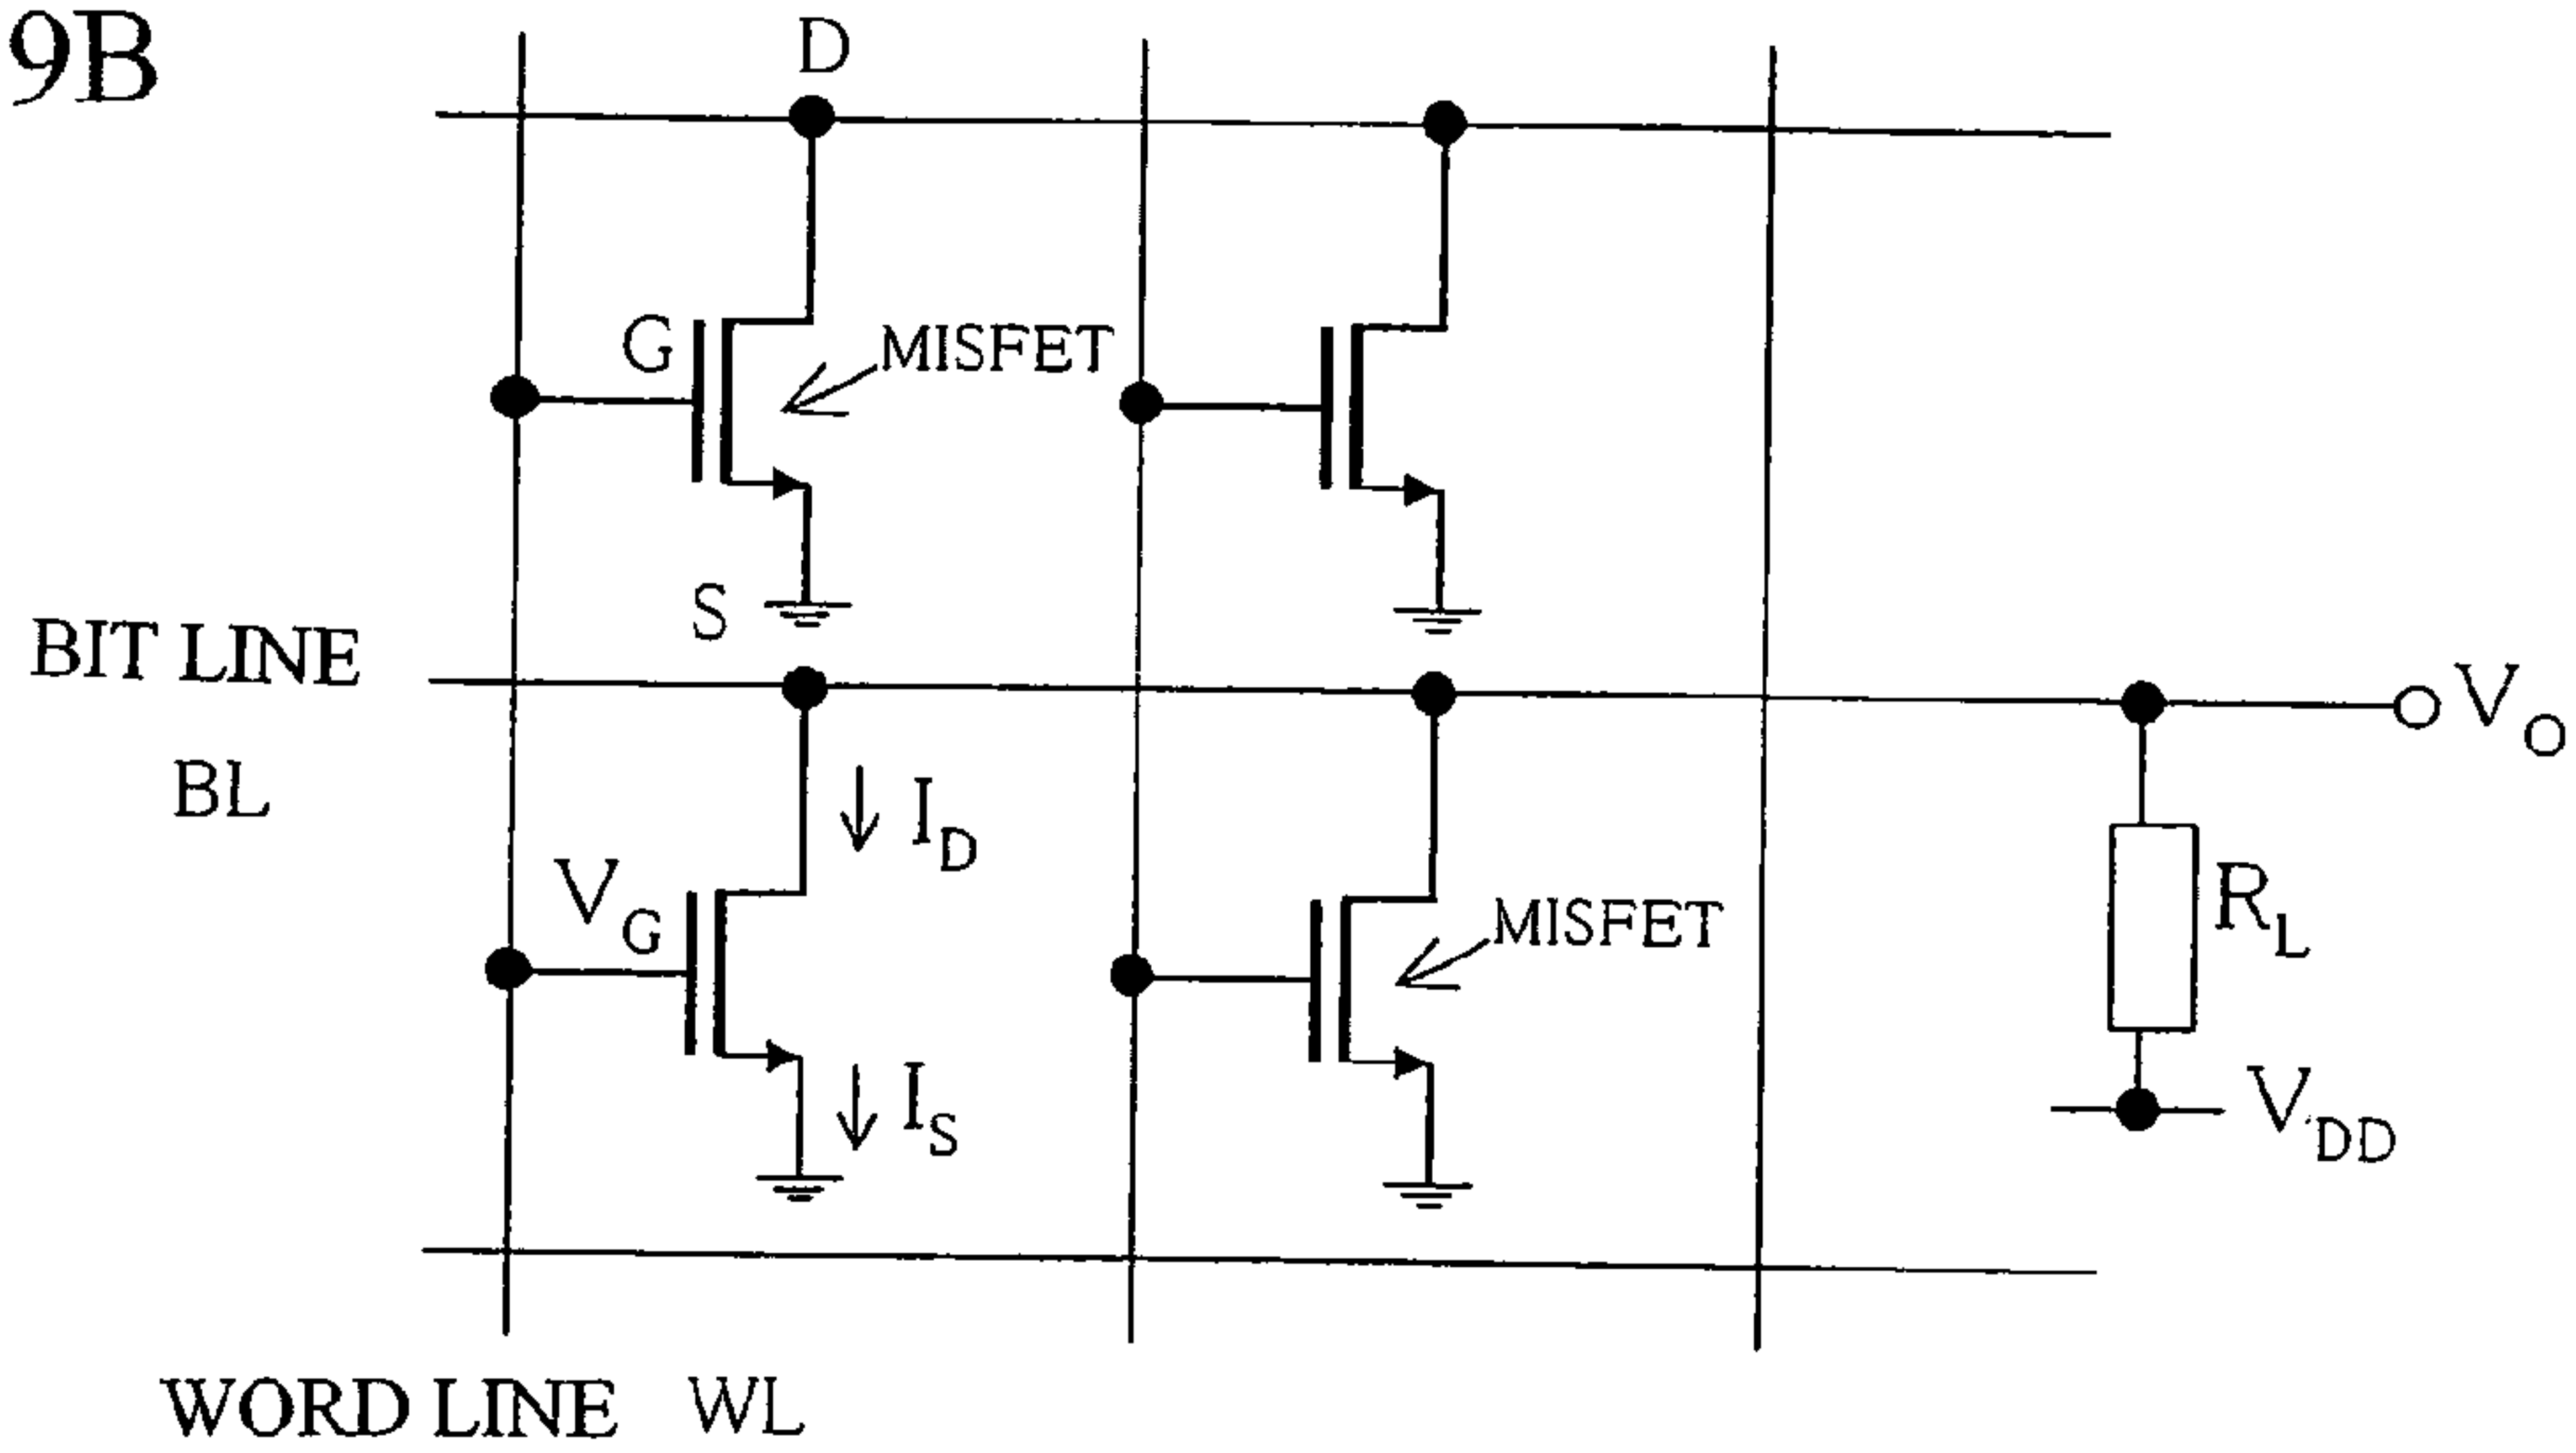 9B
D
G
MISFET
S
BIT LINE
BL
V_O
I_D
V_G
MISFET
R_L
I_S
V_DD
WORD LINE WL